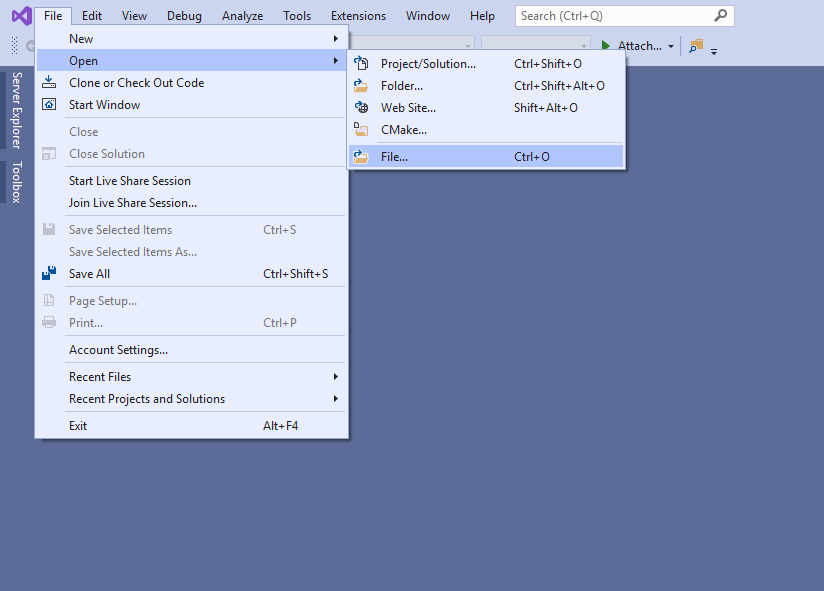 File Edit View Debug Analyze Tools Extensions Window Help Search (Ctrl+Q)
Attach...
Server Explorer
Toolbox
New
Open
Clone or Check Out Code
Start Window
Close
Close Solution
Start Live Share Session
Join Live Share Session...
Save Selected Items Ctrl+S
Save Selected Items As...
Save All Ctrl+Shift+S
Page Setup...
Print... Ctrl+P
Account Settings...
Recent Files
Recent Projects and Solutions
Exit Alt+F4
Project/Solution... Ctrl+Shift+O
Folder... Ctrl+Shift+Alt+O
Web Site... Shift+Alt+O
CMake...
File... Ctrl+O